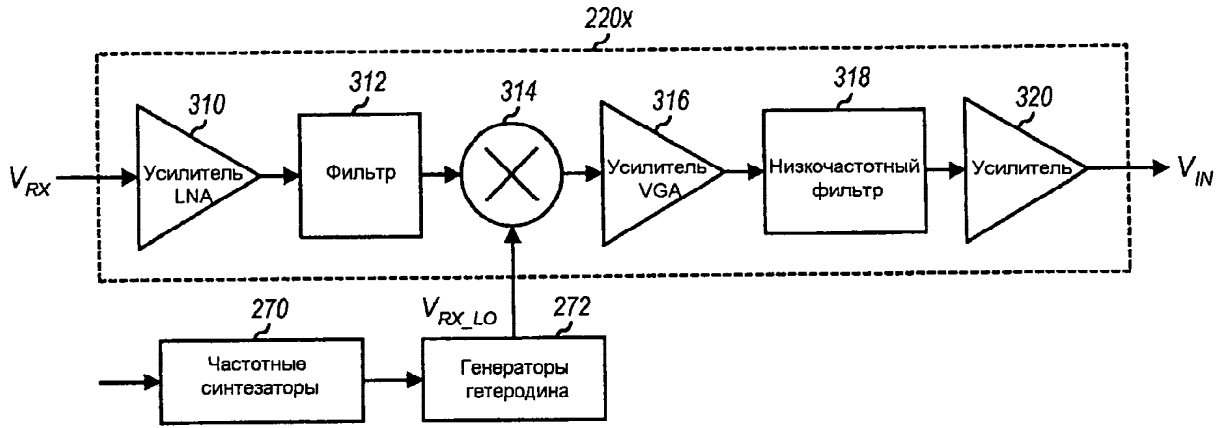 220x
310
312
314
316
318
320
V_RX
Усилитель
LNA
Фильтр
Усилитель
VGA
Низкочастотный
фильтр
Усилитель
V_IN
270
V_RX_LO
272
Частотные
синтезаторы
Генераторы
гетеродина